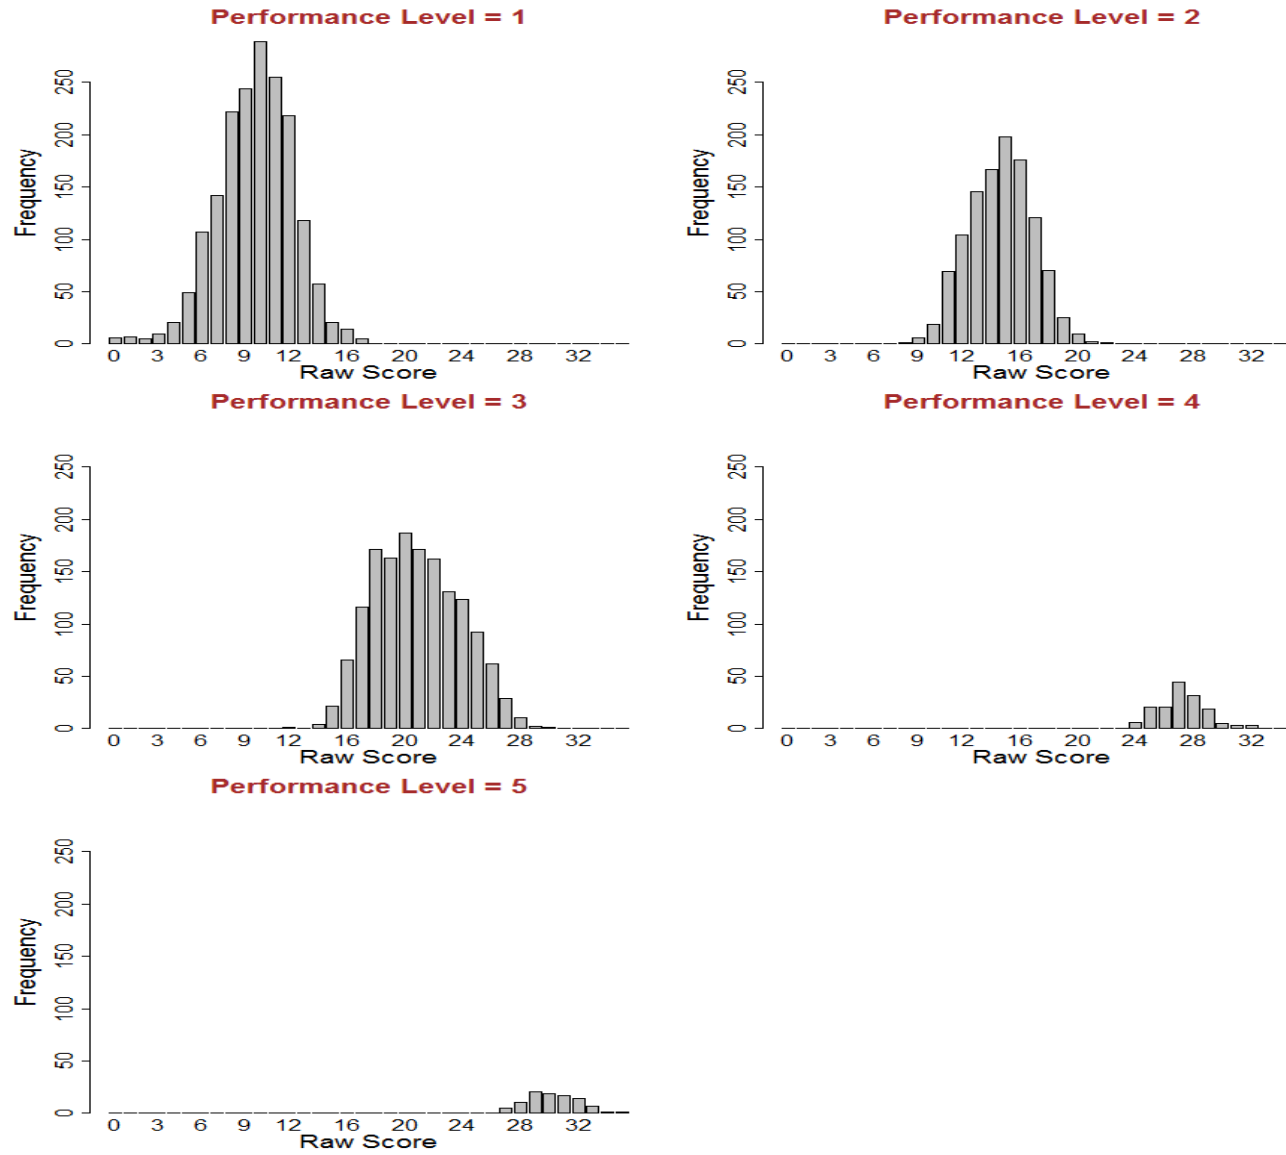 Performance Level = 1
Frequency
0 50 100 150 200 250
0 3 6 9 12 16 20 24 28 32
Raw Score
Performance Level = 2
Frequency
0 50 100 150 200 250
0 3 6 9 12 16 20 24 28 32
Raw Score
Performance Level = 3
Frequency
0 50 100 150 200 250
0 3 6 9 12 16 20 24 28 32
Raw Score
Performance Level = 4
Frequency
0 50 100 150 200 250
0 3 6 9 12 16 20 24 28 32
Raw Score
Performance Level = 5
Frequency
0 50 100 150 200 250
0 3 6 9 12 16 20 24 28 32
Raw Score